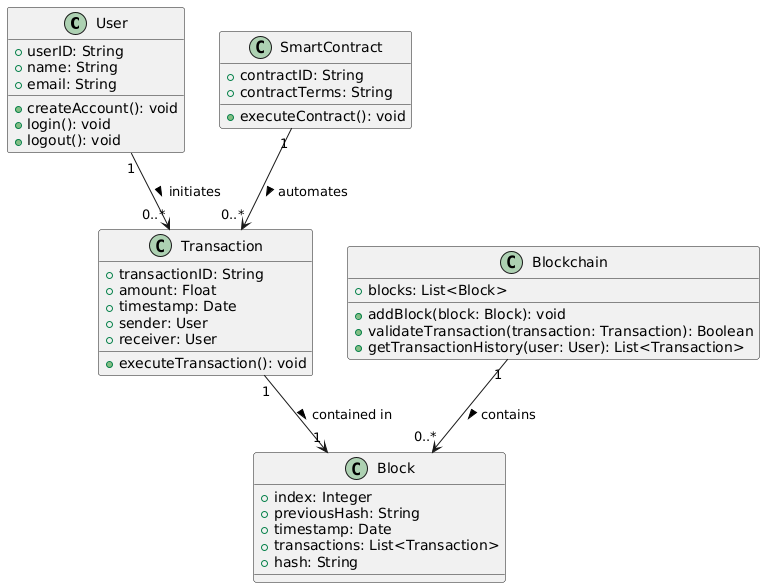 C User
userID: String
name: String
email: String
createAccount(): void
login(): void
logout(): void
C SmartContract
contractID: String
contractTerms: String
executeContract(): void
1
initiates
0..*
1
automates
0..*
C Transaction
transactionID: String
amount: Float
timestamp: Date
sender: User
receiver: User
executeTransaction(): void
C Blockchain
blocks: List<Block>
addBlock(block: Block): void
validateTransaction(transaction: Transaction): Boolean
getTransactionHistory(user: User): List<Transaction>
1
contained in
1
1
contains
0..*
C Block
index: Integer
previousHash: String
timestamp: Date
transactions: List<Transaction>
hash: String